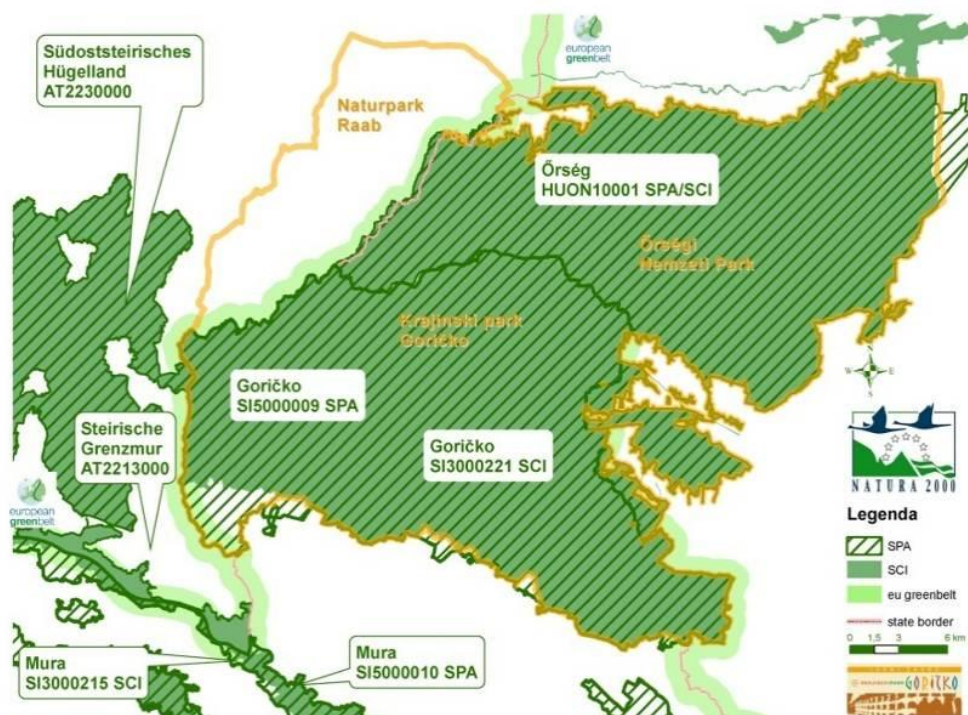 european
greenbelt
Südoststeirisches
Hügelland
AT2230000
Naturpark
Raab
Őrség
HUON10001 SPA/SCI
Őrségi
Nemzeti Park
Krajinski park
Goričko
Goričko
SI5000009 SPA
Steirische
Grenzmur
AT2213000
Goričko
SI3000221 SCI
european
greenbelt
Mura
SI3000215 SCI
Mura
SI5000010 SPA
N
W E
S
NATURA 2000
Legenda
SPA
SCI
eu greenbelt
state border
0 1,5 3 6 km
GORIČKO